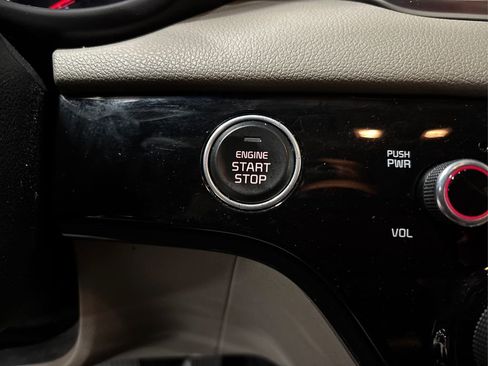 ENGINE
START
STOP
PUSH
PWR
VOL